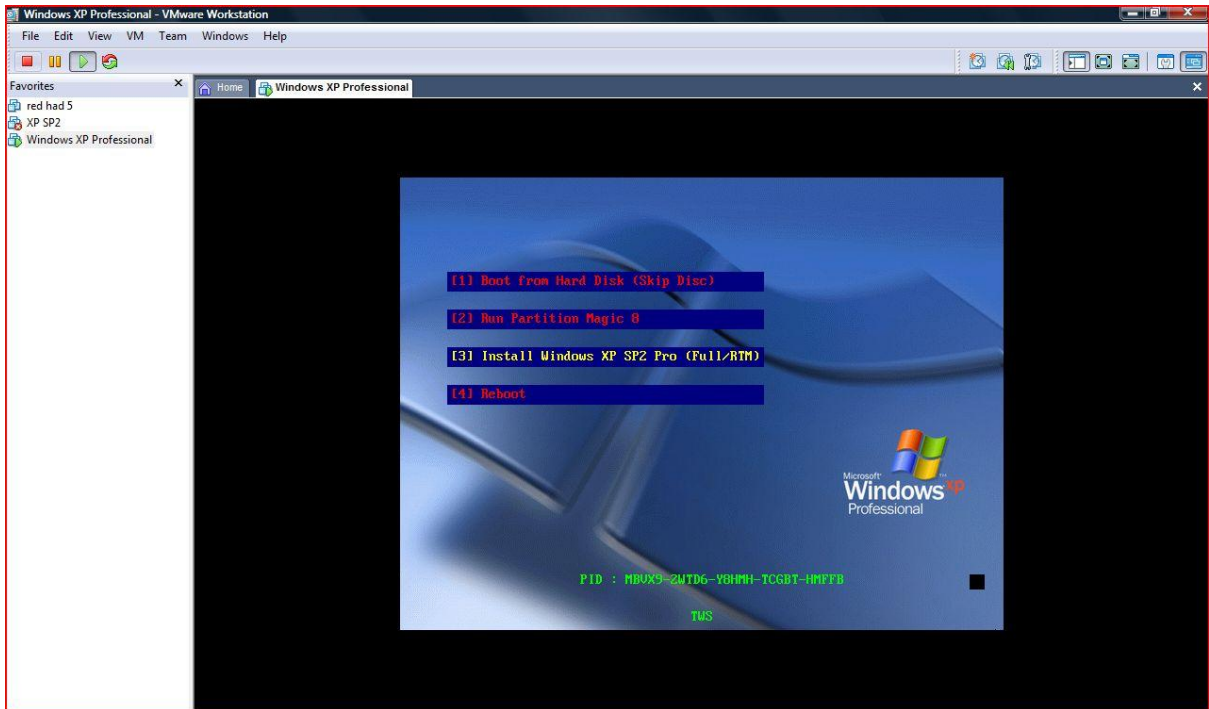 Windows XP Professional - VMware Workstation
File Edit View VM Team Windows Help
Favorites
red had 5
XP SP2
Windows XP Professional
Home Windows XP Professional
[1] Boot from Hard Disk (Skip Disc)
[2] Run Partition Magic 8
[3] Install Windows XP SP2 Pro (Full/RTM)
[4] Reboot
Microsoft
Windows xp
Professional
PID : MBVX9-2WTD6-Y8HMH-TCGBT-HMFFB
TWS